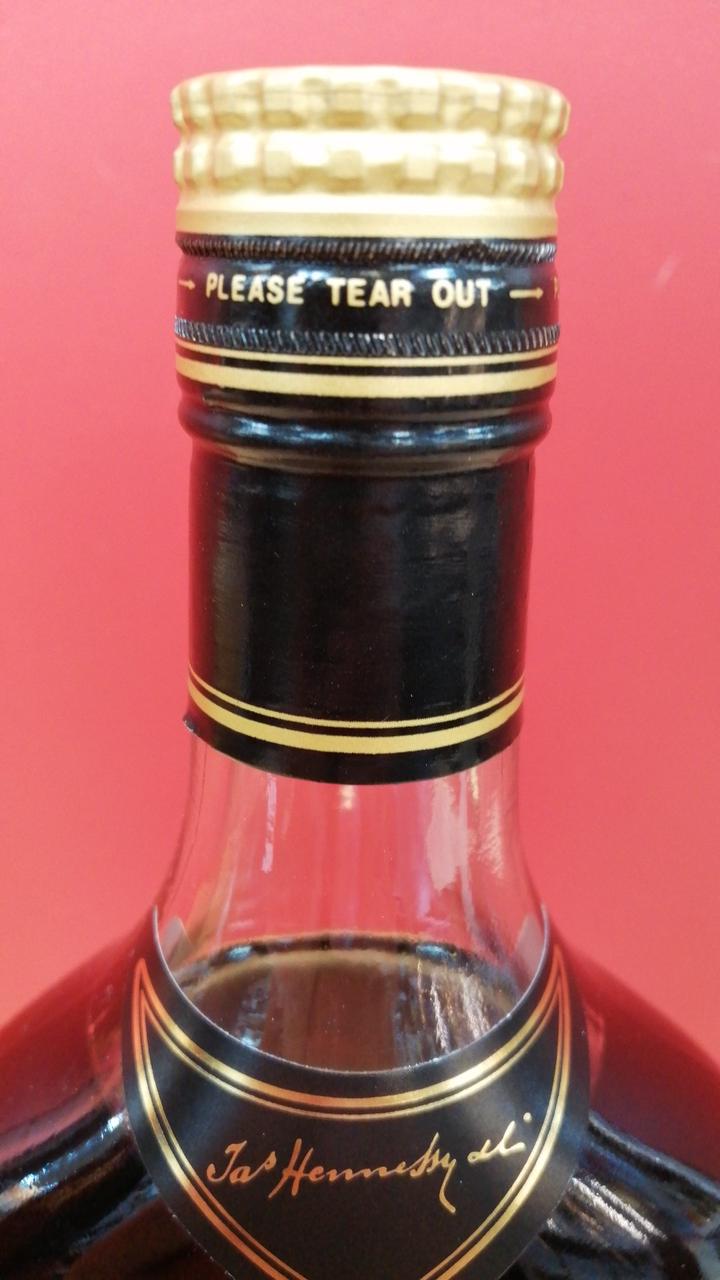 → PLEASE TEAR OUT →
Jas Hennessy &Co